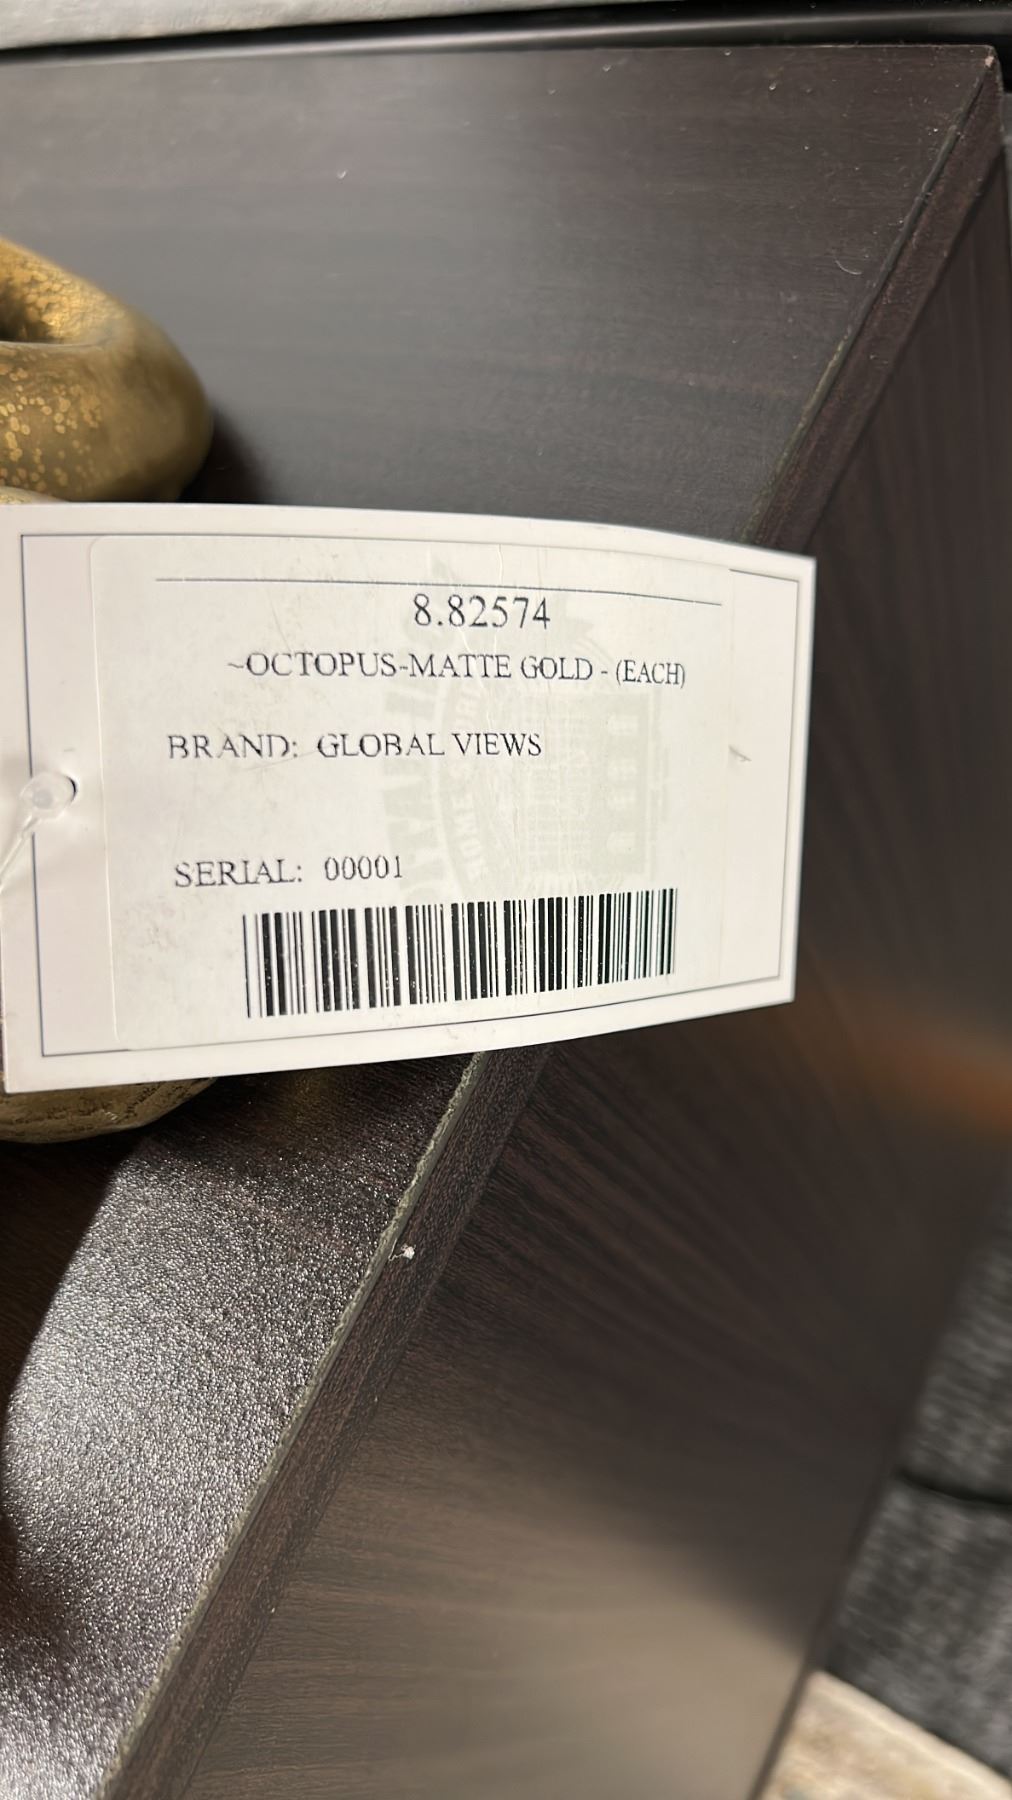 8.82574
~OCTOPUS-MATTE GOLD - (EACH)
BRAND: GLOBAL VIEWS
SERIAL: 00001